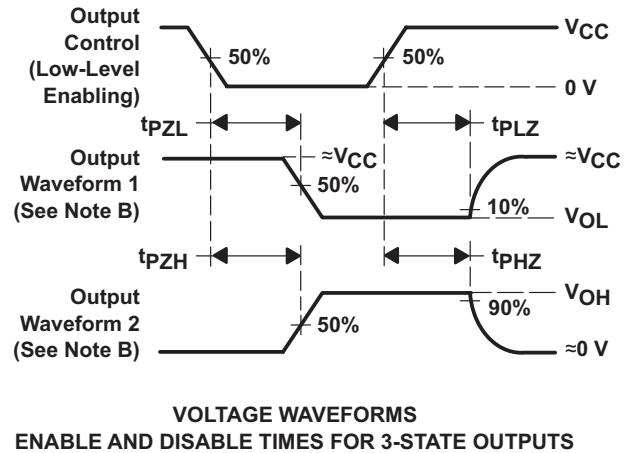 Output
Control
(Low-Level
Enabling)
50%
50%
VCC
0 V
tPZL
tPLZ
Output
Waveform 1
(See Note B)
≈VCC
50%
≈VCC
10%
VOL
tPZH
tPHZ
Output
Waveform 2
(See Note B)
50%
VOH
90%
≈0 V
VOLTAGE WAVEFORMS
ENABLE AND DISABLE TIMES FOR 3-STATE OUTPUTS